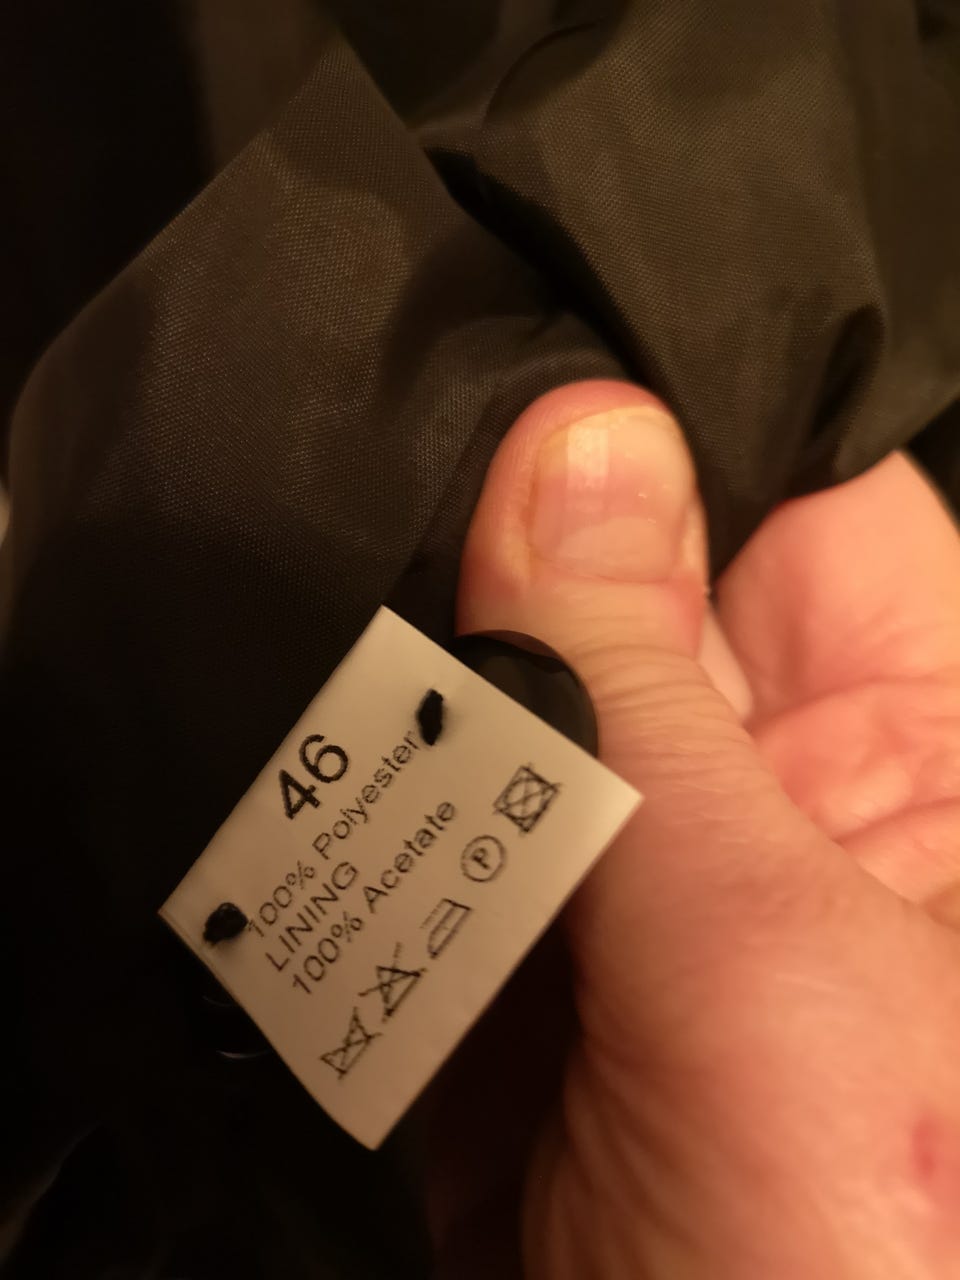 46
100% Polyester
LINING
100% Acetate
P